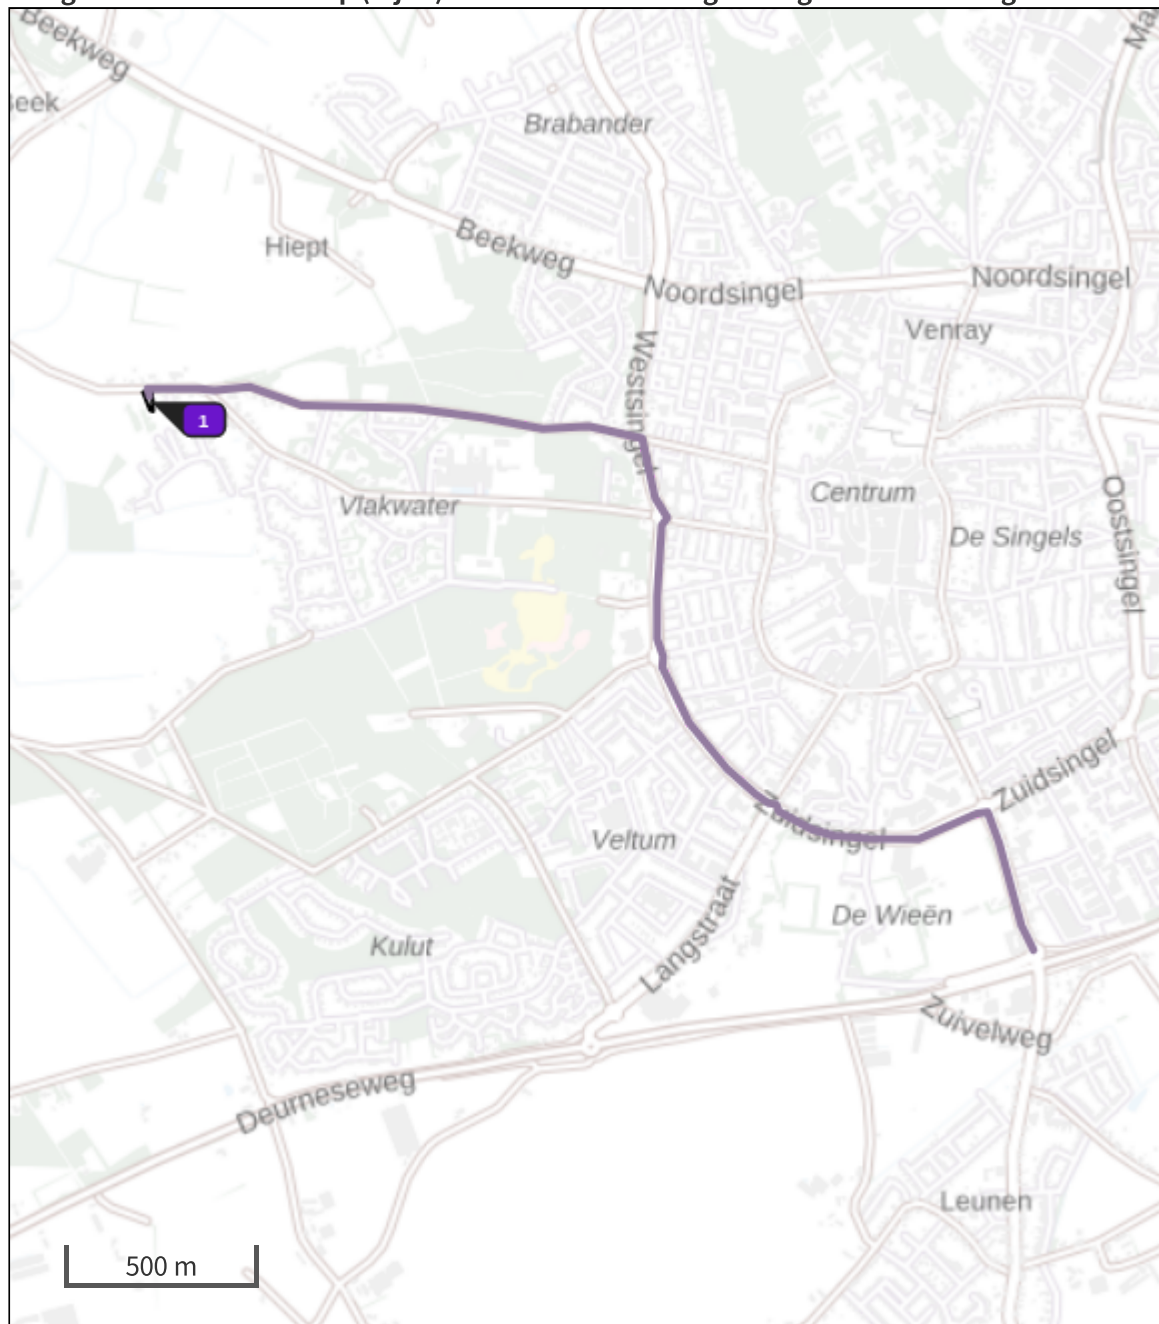 Beekweg
Brabander
Hiept
Beekweg
Noordsingel
Noordsingel
Venray
Westsingel
1
Vlakwater
Centrum
De Singels
Oostsingel
Zuidsingel
Zuidsingel
Veltum
De Wieën
Langstraat
Kulut
Zuivelweg
Deurneseweg
Leunen
500 m